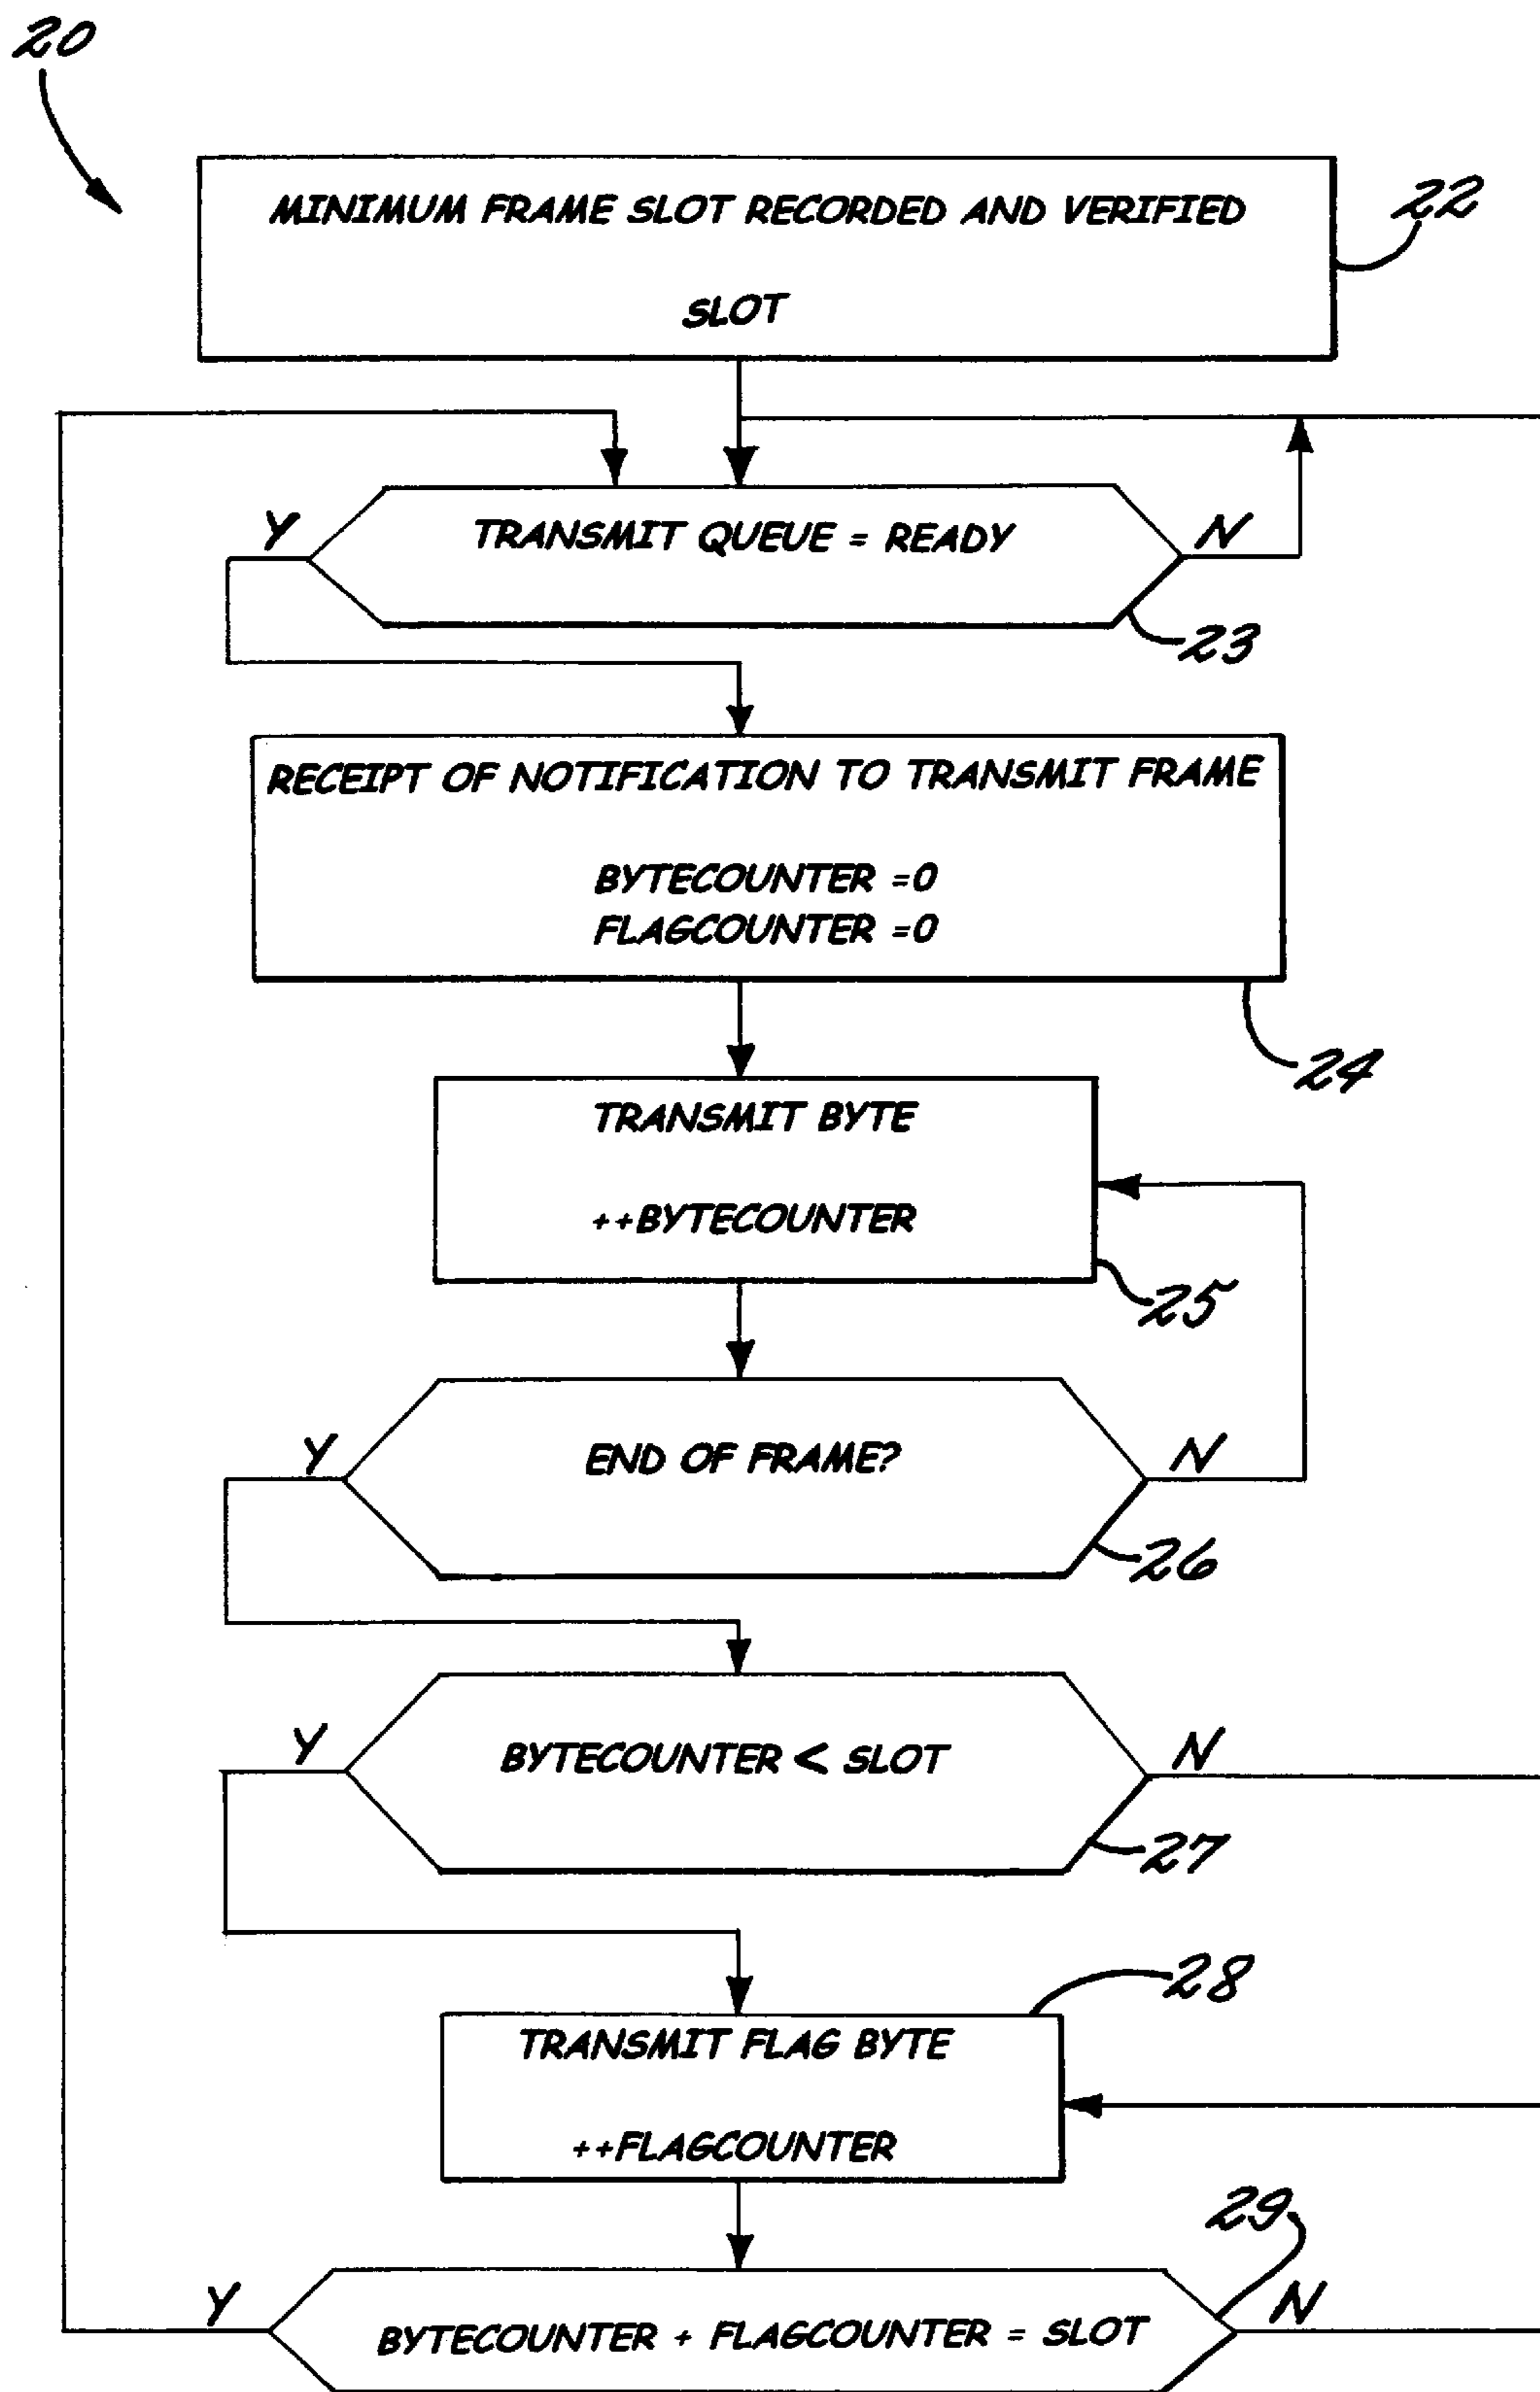 20
MINIMUM FRAME SLOT RECORDED AND VERIFIED
22
SLOT
Y
TRANSMIT QUEUE = READY
N
23
RECEIPT OF NOTIFICATION TO TRANSMIT FRAME
BYTECOUNTER =0
FLAGCOUNTER =0
24
TRANSMIT BYTE
++BYTECOUNTER
25
Y
END OF FRAME?
N
26
Y
BYTECOUNTER < SLOT
N
27
28
TRANSMIT FLAG BYTE
++FLAGCOUNTER
29
Y
BYTECOUNTER + FLAGCOUNTER = SLOT
N